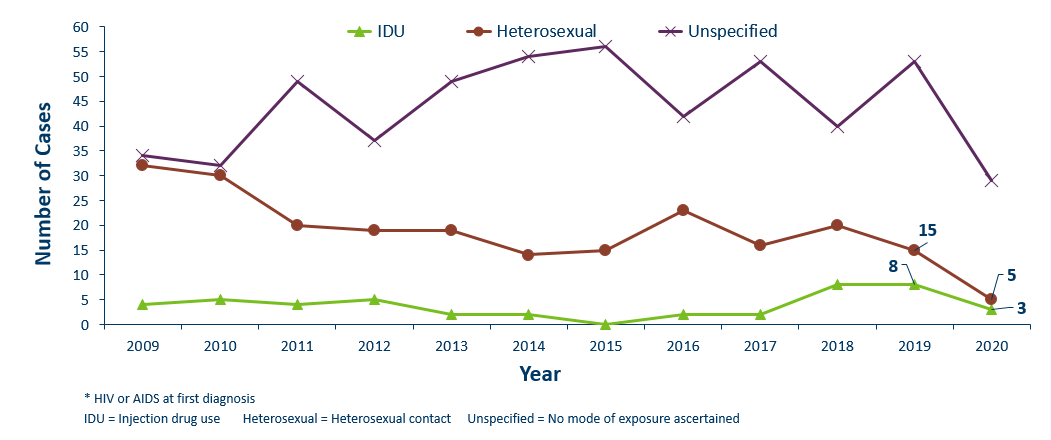 IDU Heterosexual Unspecified
60
55
50
45
40
35
30
25
20
15
10
5
0
Number of Cases
15
8
5
3
2009 2010 2011 2012 2013 2014 2015 2016 2017 2018 2019 2020
Year
* HIV or AIDS at first diagnosis
IDU = Injection drug use Heterosexual = Heterosexual contact Unspecified = No mode of exposure ascertained